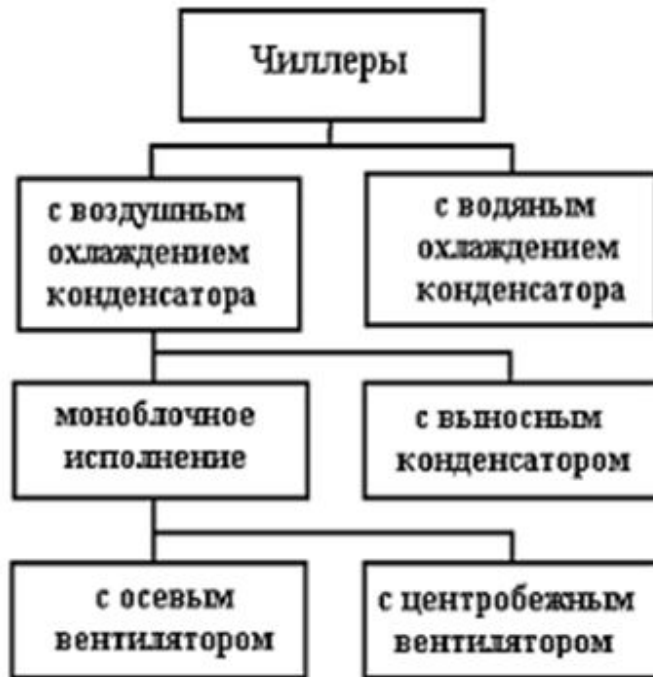 Чиллеры
с воздушным
охлаждением
конденсатора
с водяным
охлаждением
конденсатора
моноблочное
исполнение
с выносным
конденсатором
с осевым
вентилятором
с центробежным
вентилятором